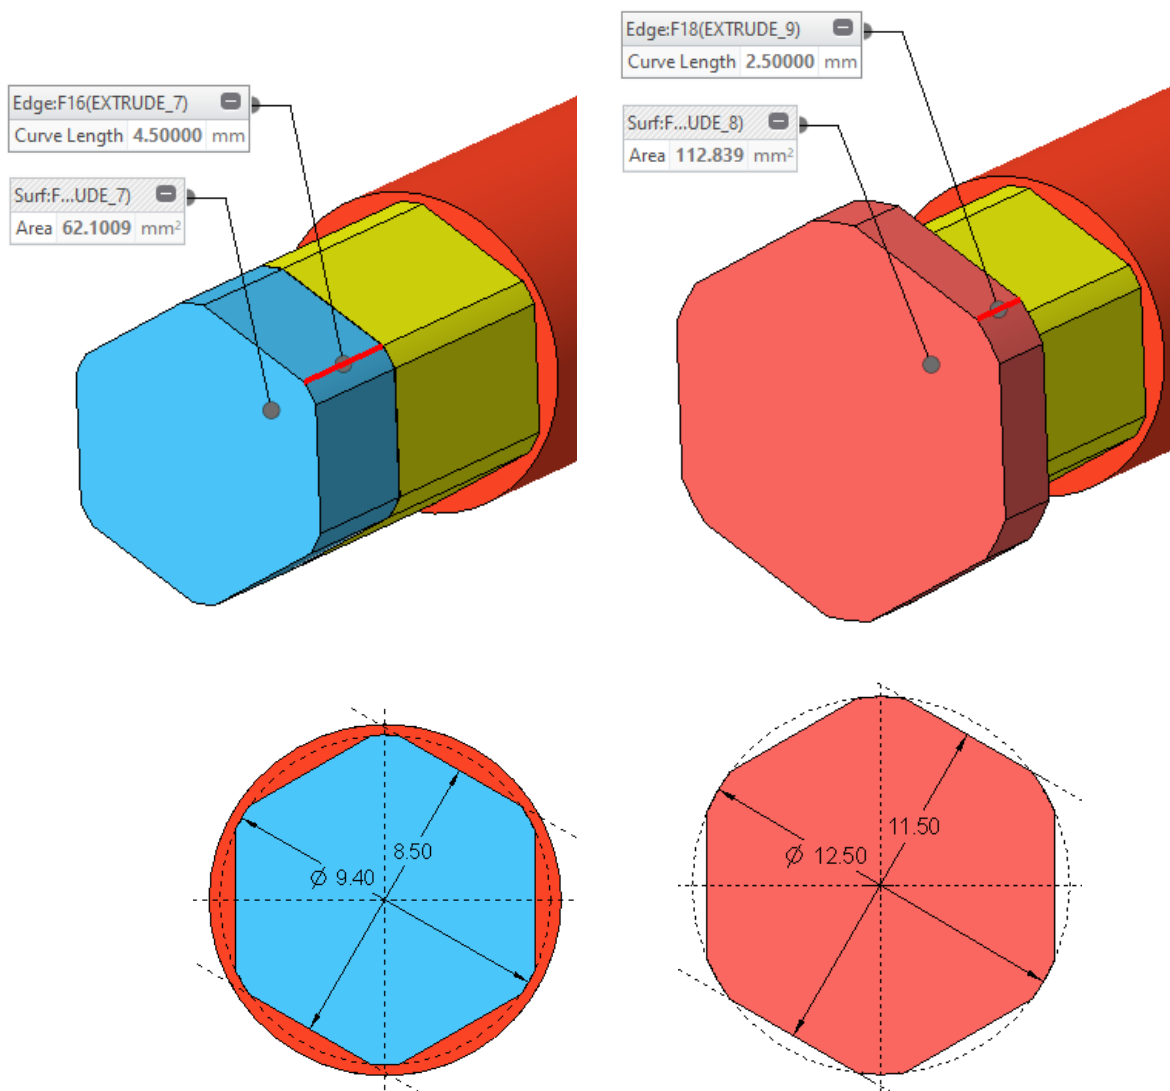 Edge:F16(EXTRUDE_7)
Curve Length 4.50000 mm
Surf:F...UDE_7)
Area 62.1009 mm²
Edge:F18(EXTRUDE_9)
Curve Length 2.50000 mm
Surf:F...UDE_8)
Area 112.839 mm²
8.50
Ø 9.40
11.50
Ø 12.50